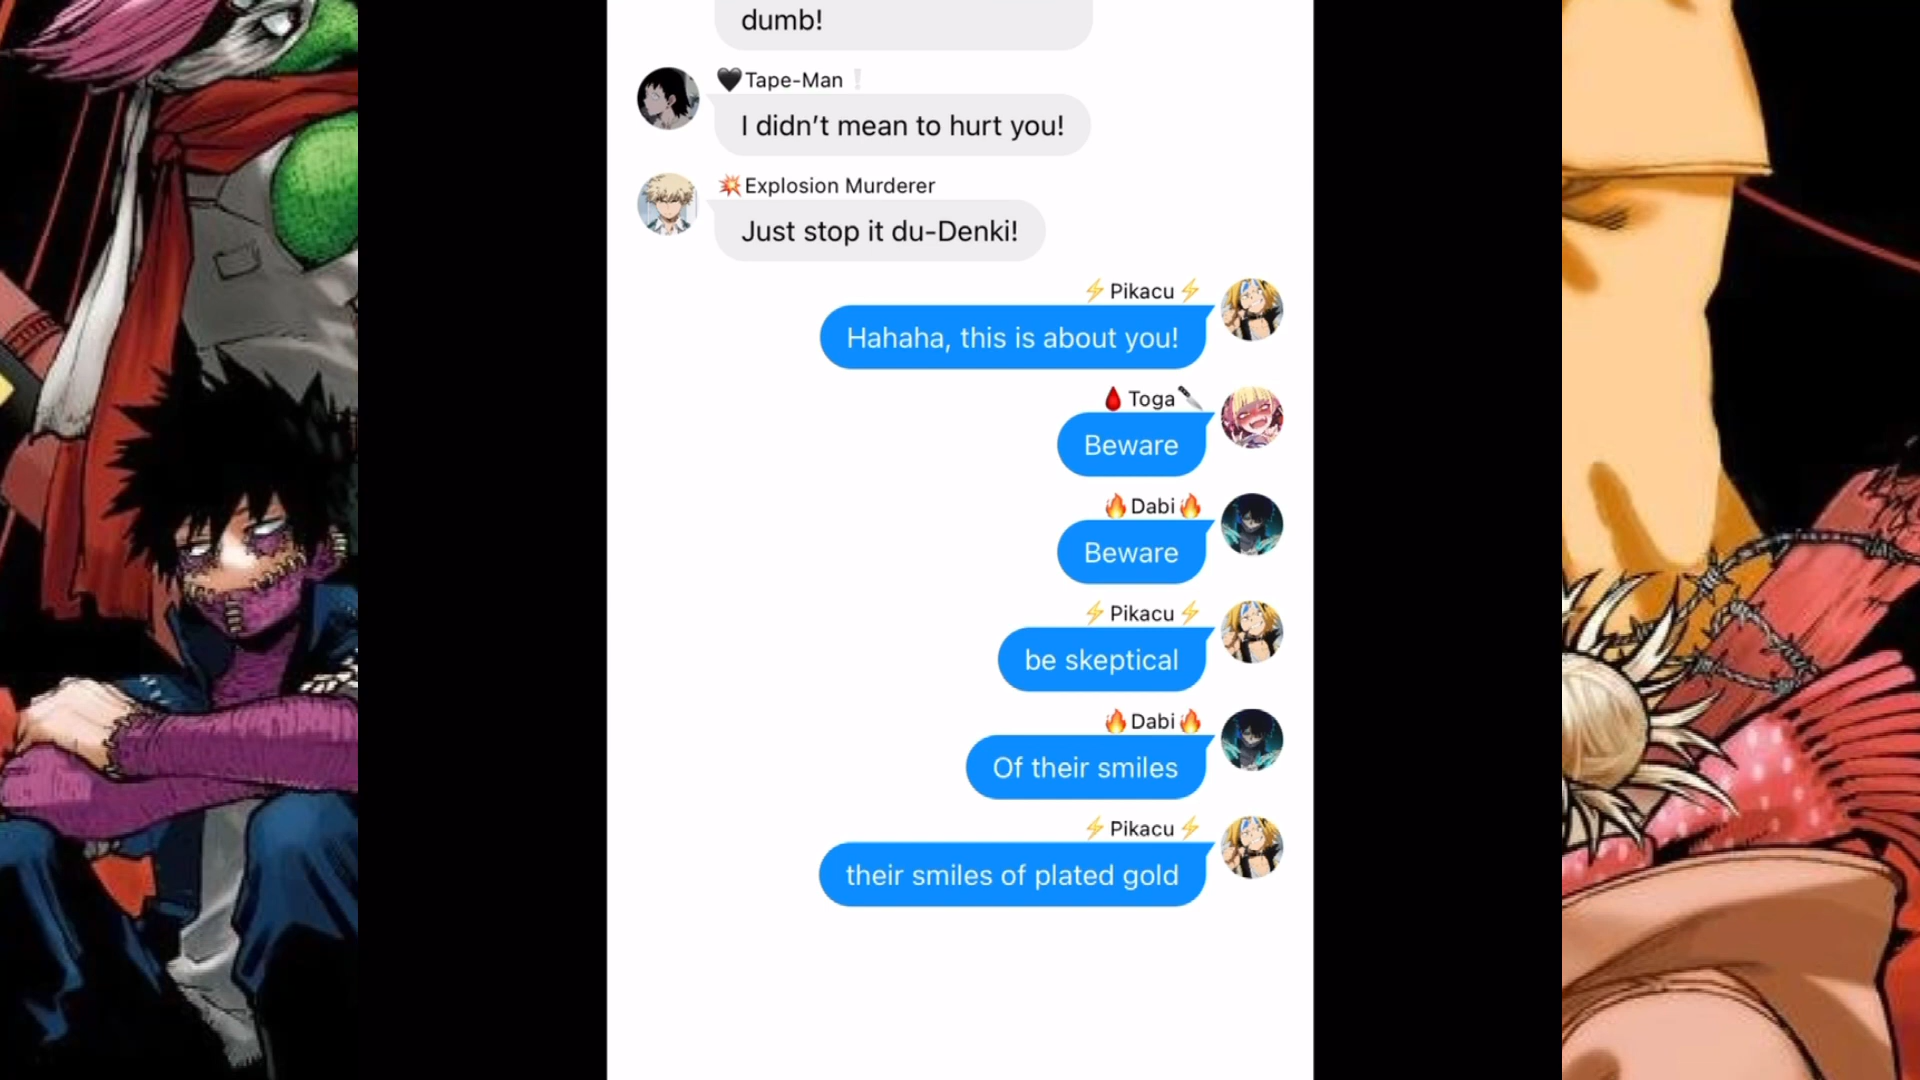 dumb!
🖤Tape-Man❕
I didn’t mean to hurt you!
💥Explosion Murderer
Just stop it du-Denki!
⚡Pikacu⚡
Hahaha, this is about you!
🩸Toga🔪
Beware
🔥Dabi🔥
Beware
⚡Pikacu⚡
be skeptical
🔥Dabi🔥
Of their smiles
⚡Pikacu⚡
their smiles of plated gold